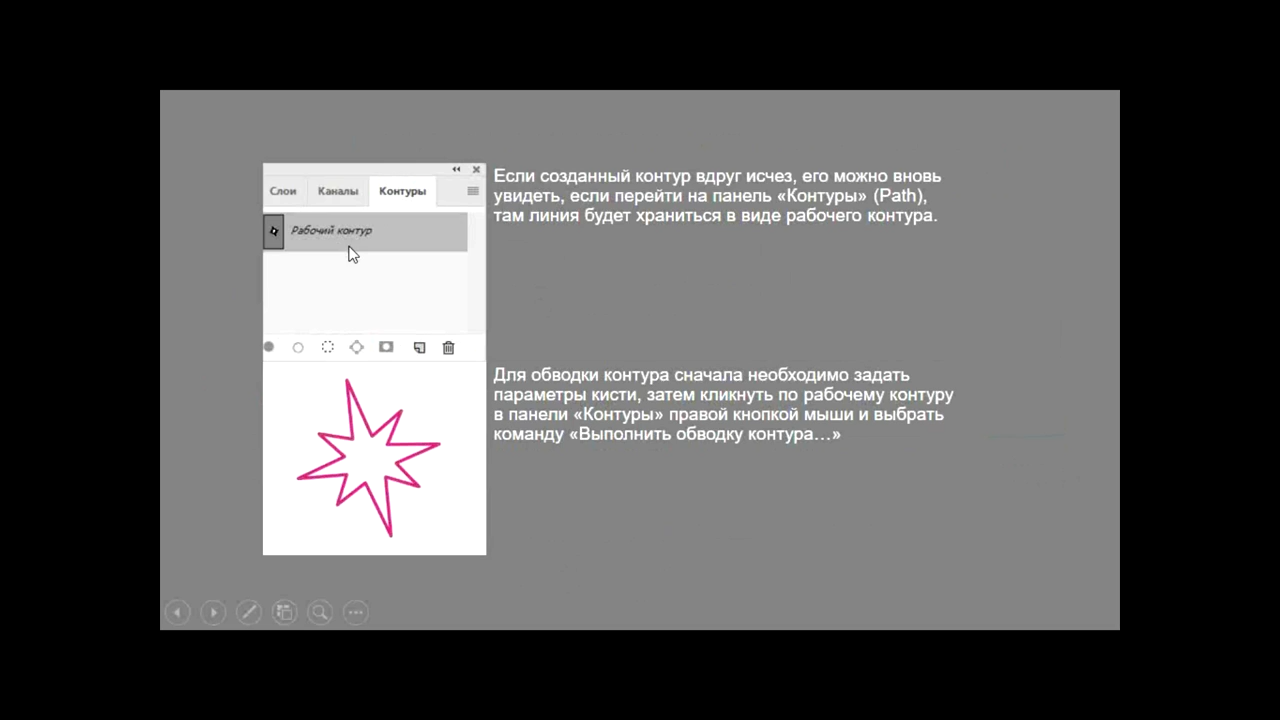 Слои Каналы Контуры
Рабочий контур
Если созданный контур вдруг исчез, его можно вновь
увидеть, если перейти на панель «Контуры» (Path),
там линия будет храниться в виде рабочего контура.
Для обводки контура сначала необходимо задать
параметры кисти, затем кликнуть по рабочему контуру
в панели «Контуры» правой кнопкой мыши и выбрать
команду «Выполнить обводку контура…»